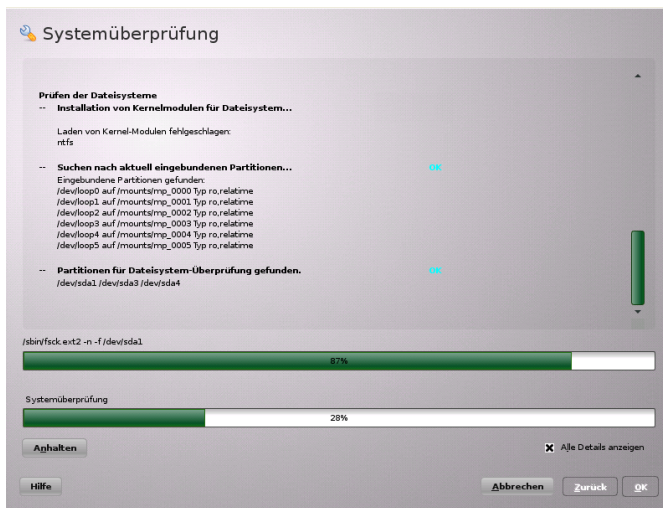 Systemüberprüfung
Prüfen der Dateisysteme
-- Installation von Kernelmodulen für Dateisystem...
Laden von Kernel-Modulen fehlgeschlagen:
ntfs
-- Suchen nach aktuell eingebundenen Partitionen... OK
Eingebundene Partitionen gefunden:
/dev/loop0 auf /mounts/mp_0000 Typ ro,relatime
/dev/loop1 auf /mounts/mp_0001 Typ ro,relatime
/dev/loop2 auf /mounts/mp_0002 Typ ro,relatime
/dev/loop3 auf /mounts/mp_0003 Typ ro,relatime
/dev/loop4 auf /mounts/mp_0004 Typ ro,relatime
/dev/loop5 auf /mounts/mp_0005 Typ ro,relatime
-- Partitionen für Dateisystem-Überprüfung gefunden. OK
/dev/sda1 /dev/sda3 /dev/sda4
/sbin/fsck.ext2 -n -f /dev/sda1
87%
Systemüberprüfung
28%
Anhalten Alle Details anzeigen
Hilfe Abbrechen Zurück OK